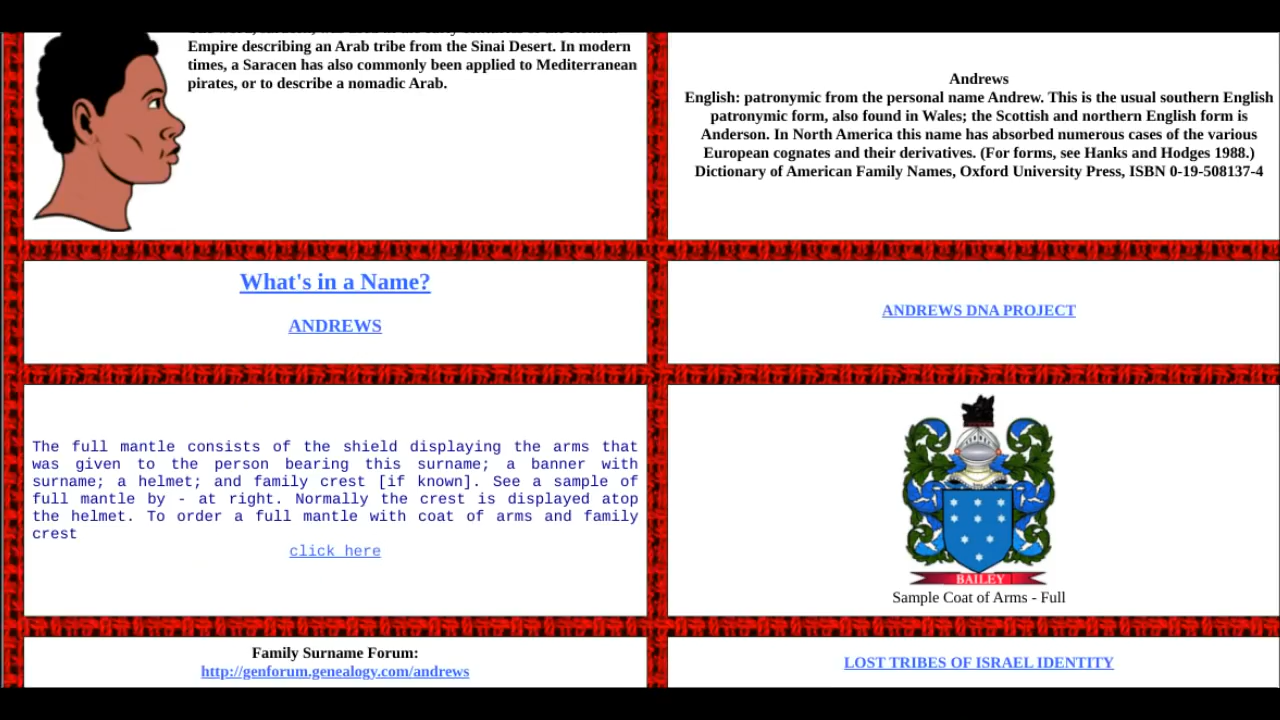 Empire describing an Arab tribe from the Sinai Desert. In modern
times, a Saracen has also commonly been applied to Mediterranean
pirates, or to describe a nomadic Arab.
Andrews
English: patronymic from the personal name Andrew. This is the usual southern English
patronymic form, also found in Wales; the Scottish and northern English form is
Anderson. In North America this name has absorbed numerous cases of the various
European cognates and their derivatives. (For forms, see Hanks and Hodges 1988.)
Dictionary of American Family Names, Oxford University Press, ISBN 0-19-508137-4
What's in a Name?
ANDREWS
ANDREWS DNA PROJECT
The full mantle consists of the shield displaying the arms that
was given to the person bearing this surname; a banner with
surname; a helmet; and family crest [if known]. See a sample of
full mantle by - at right. Normally the crest is displayed atop
the helmet. To order a full mantle with coat of arms and family
crest
click here
BAILEY
Sample Coat of Arms - Full
Family Surname Forum:
http://genforum.genealogy.com/andrews
LOST TRIBES OF ISRAEL IDENTITY